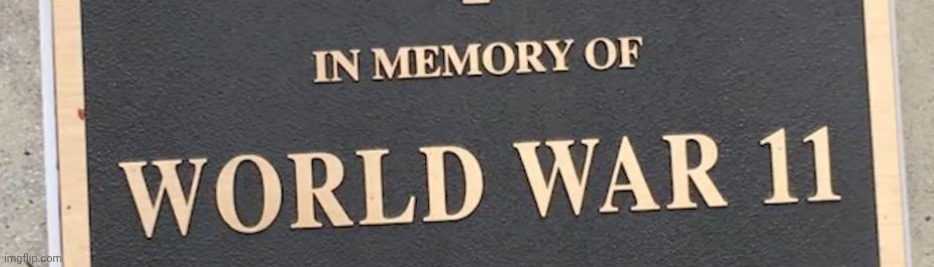 IN MEMORY OF
WORLD WAR 11
imgflip.com